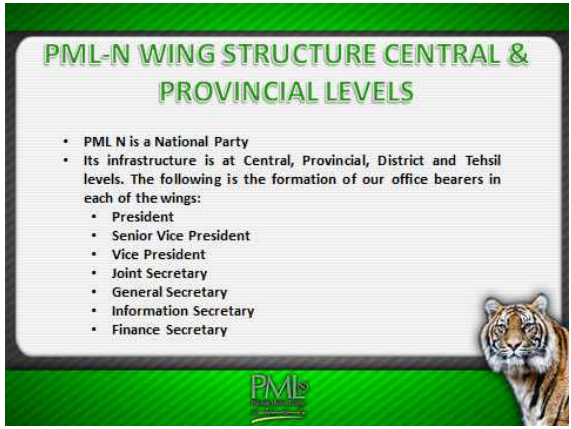 PML-N WING STRUCTURE CENTRAL &
PROVINCIAL LEVELS
• PML N is a National Party
• Its infrastructure is at Central, Provincial, District and Tehsil
levels. The following is the formation of our office bearers in
each of the wings:
• President
• Senior Vice President
• Vice President
• Joint Secretary
• General Secretary
• Information Secretary
• Finance Secretary
PML